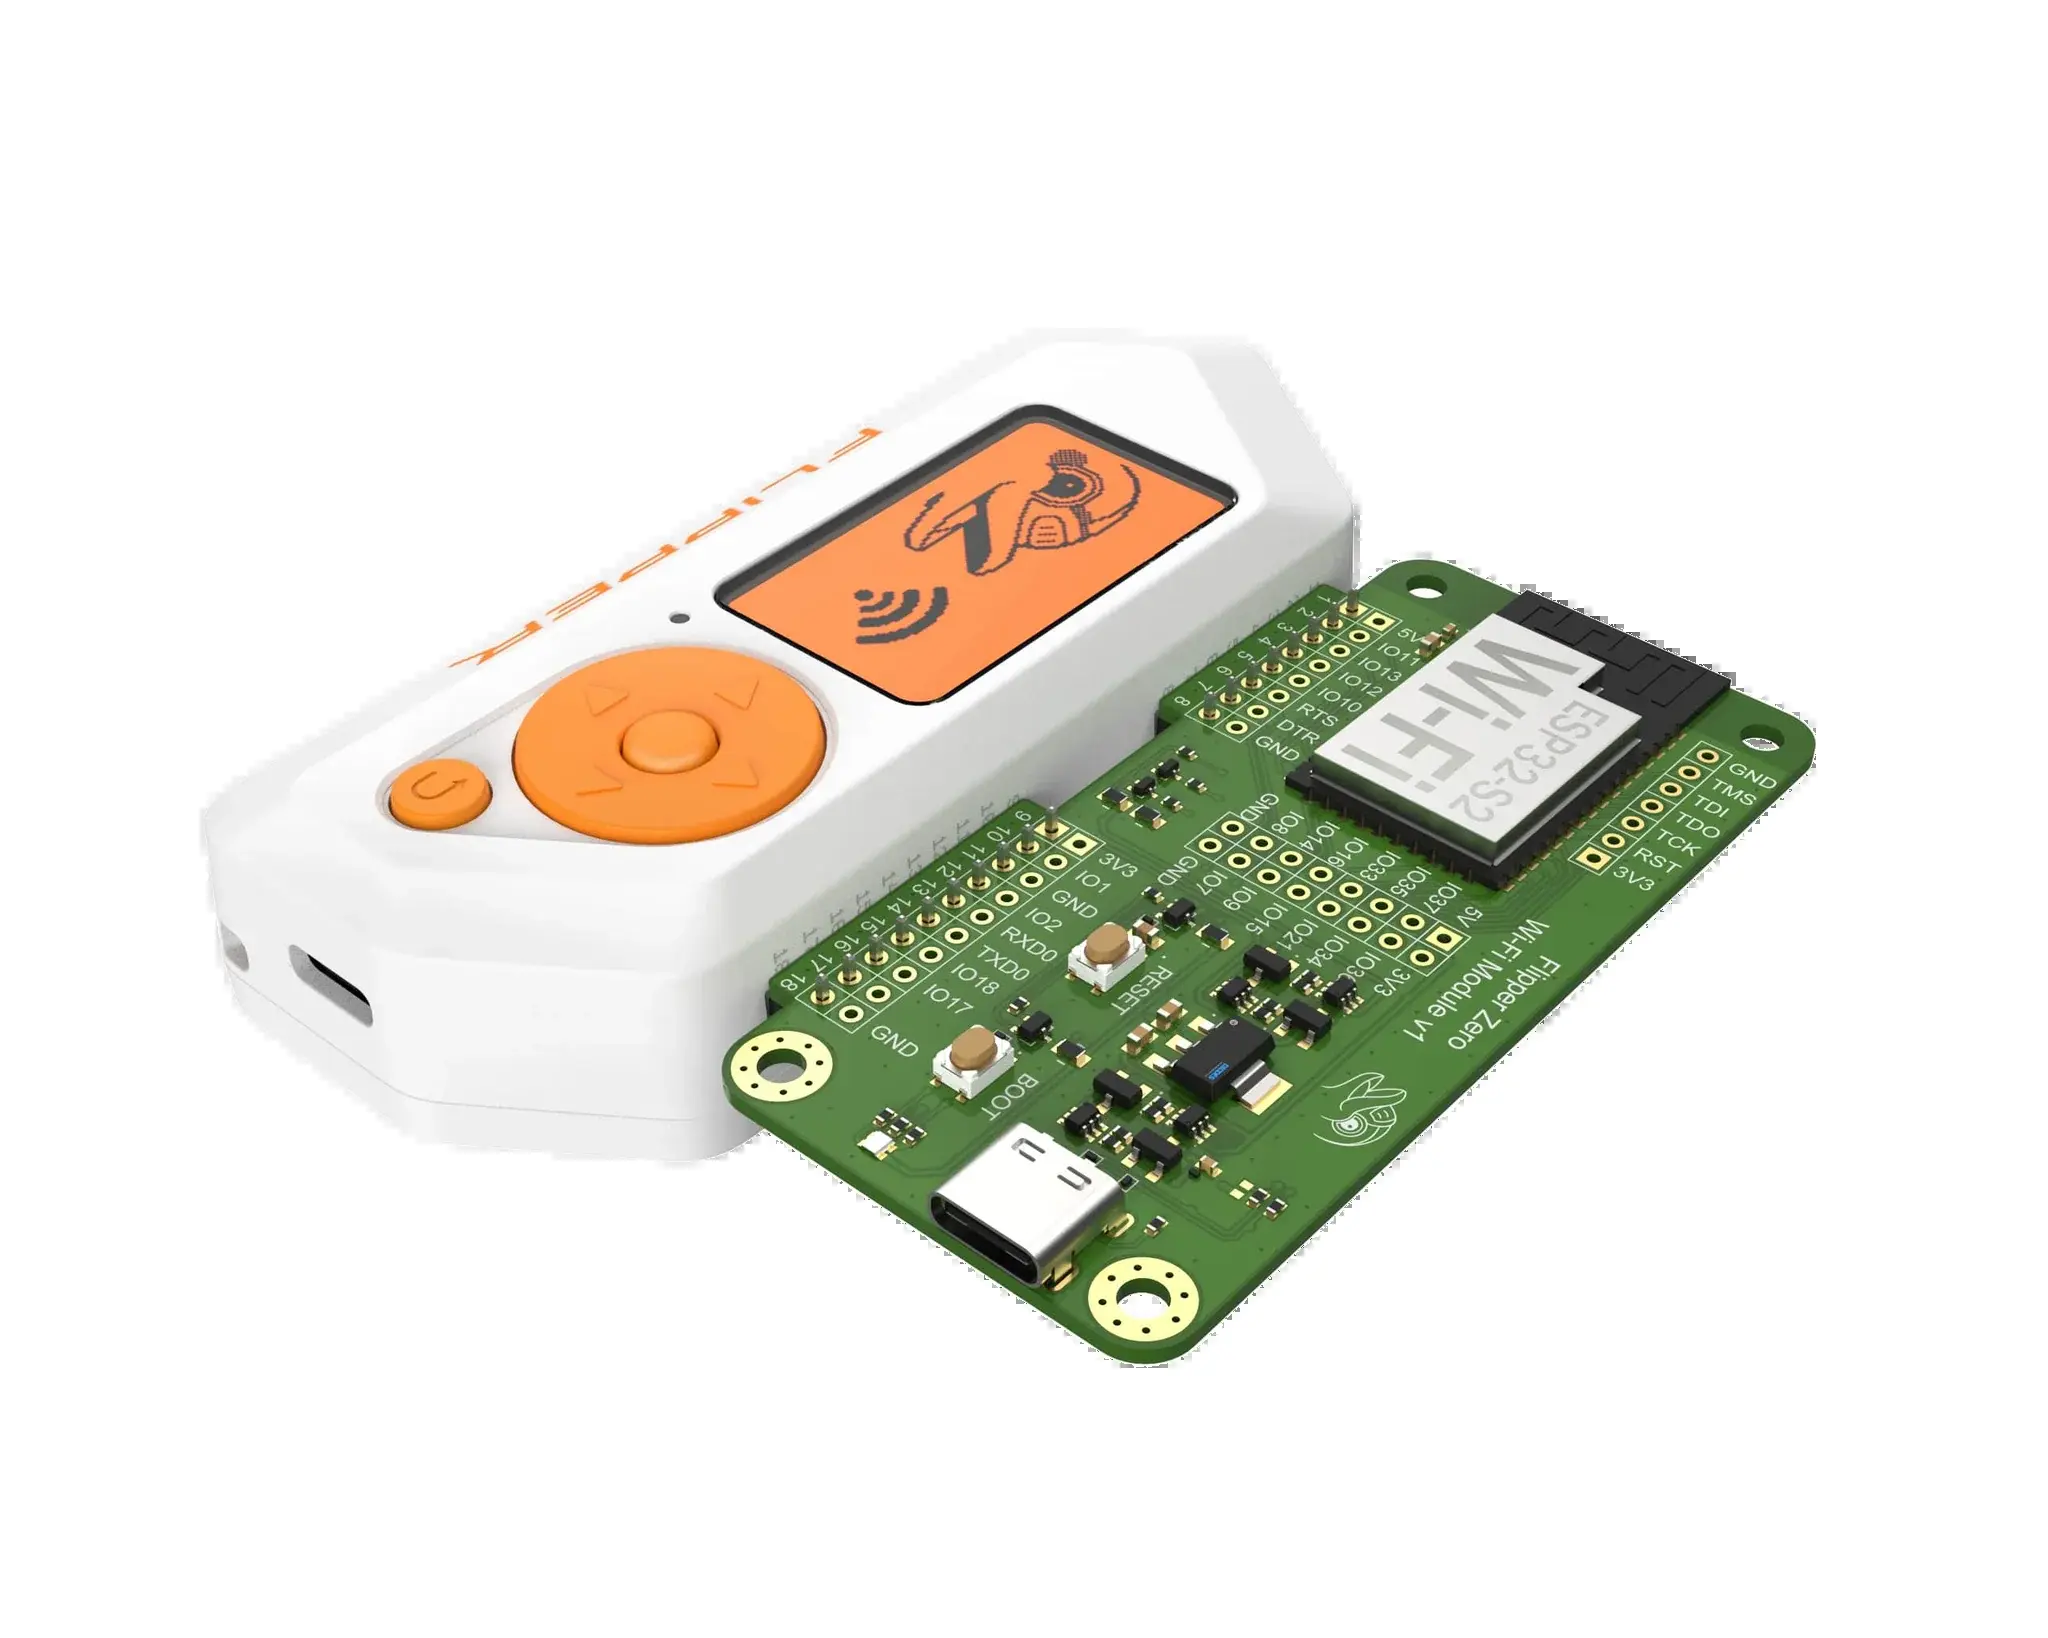 FLIPPER
1
2
3
4
5
6
7
8
5V
IO11
IO13
IO12
IO10
RTS
DTR
GND
Wi-Fi
ESP32-S2
GND
TMS
TDI
TDO
TCK
RST
3V3
GND
IO8
IO14
IO16
IO33
IO35
IO37
5V
GND
IO7
IO9
IO15
IO21
IO34
IO36
3V3
9
10
11
12
13
14
15
16
17
18
3V3
IO1
GND
IO2
RXD0
TXD0
IO18
IO17
GND
RESET
BOOT
Flipper Zero
Wi-Fi Module v1